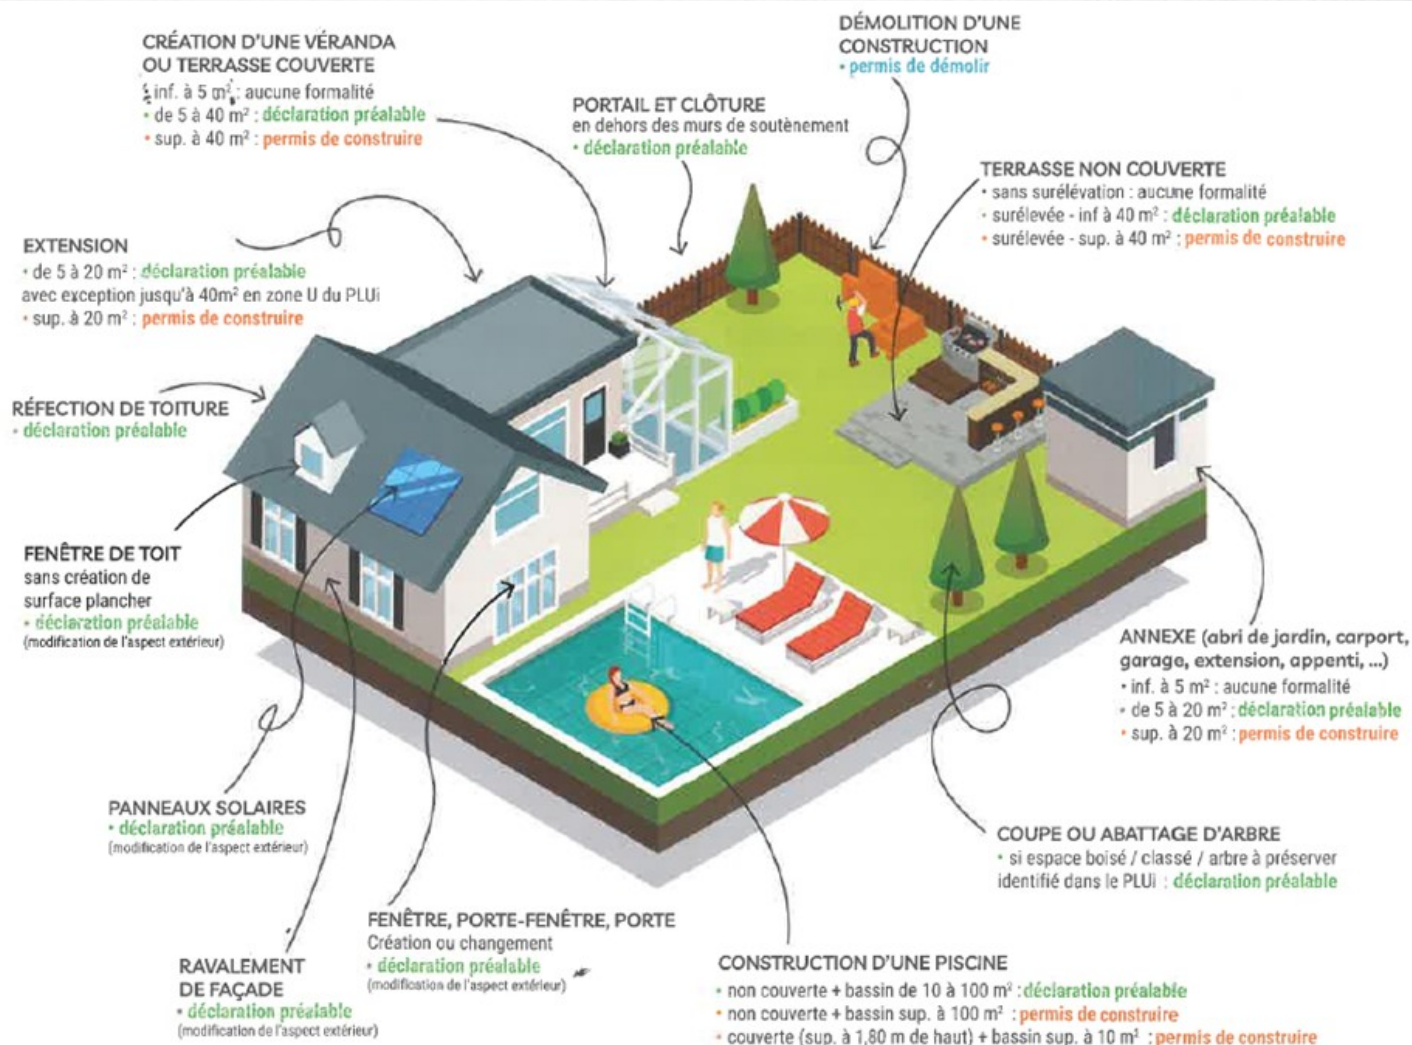 CRÉATION D'UNE VÉRANDA
OU TERRASSE COUVERTE
inf. à 5 m² : aucune formalité
• de 5 à 40 m² : déclaration préalable
• sup. à 40 m² : permis de construire
DÉMOLITION D'UNE
CONSTRUCTION
• permis de démolir
PORTAIL ET CLÔTURE
en dehors des murs de soutènement
• déclaration préalable
TERRASSE NON COUVERTE
• sans surélévation : aucune formalité
• surélevée - inf à 40 m² : déclaration préalable
• surélevée - sup. à 40 m² : permis de construire
EXTENSION
• de 5 à 20 m² : déclaration préalable
avec exception jusqu'à 40m² en zone U du PLUi
• sup. à 20 m² : permis de construire
RÉFECTION DE TOITURE
• déclaration préalable
FENÊTRE DE TOIT
sans création de
surface plancher
• déclaration préalable
(modification de l'aspect extérieur)
ANNEXE (abri de jardin, carport,
garage, extension, appenti, ...)
• inf. à 5 m² : aucune formalité
• de 5 à 20 m² : déclaration préalable
• sup. à 20 m² : permis de construire
PANNEAUX SOLAIRES
• déclaration préalable
(modification de l'aspect extérieur)
COUPE OU ABATTAGE D'ARBRE
• si espace boisé / classé / arbre à préserver
identifié dans le PLUi : déclaration préalable
FENÊTRE, PORTE-FENÊTRE, PORTE
Création ou changement
• déclaration préalable
(modification de l'aspect extérieur)
RAVALEMENT
DE FAÇADE
• déclaration préalable
(modification de l'aspect extérieur)
CONSTRUCTION D'UNE PISCINE
• non couverte + bassin de 10 à 100 m² : déclaration préalable
• non couverte + bassin sup. à 100 m² : permis de construire
• couverte (sup. à 1,80 m de haut) + bassin sup. à 10 m² : permis de construire